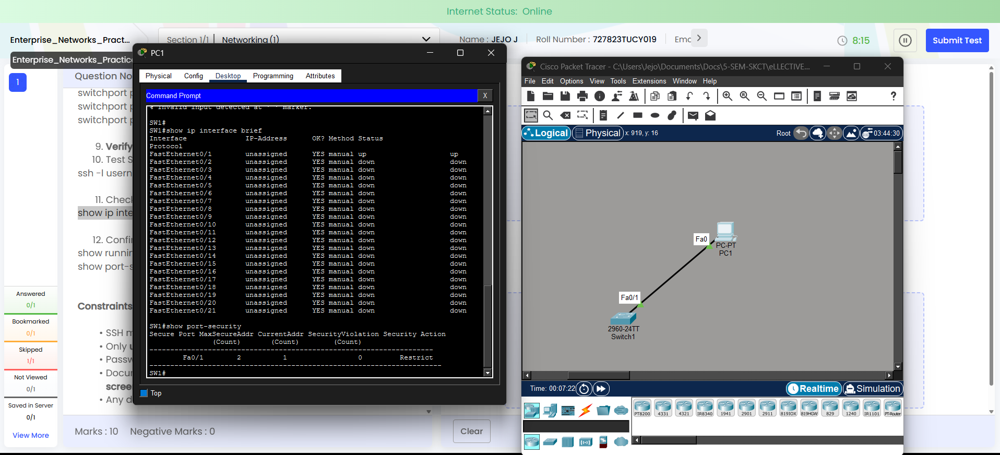 Internet Status: Online
Enterprise_Networks_Pract...
Section 1/1
Networking (1)
Name : JEJO J
Roll Number : 727823TUCY019
8:15
Submit Test
Enterprise_Networks_Practice
1
Question No
switchport p
switchport p
switchport p
9. Verify
10. Test S
ssh -l usern
11. Check
show ip inte
12. Confir
show runnin
show port-s
Constraints
• SSH m
• Only u
• Passw
• Docu
scree
• Any d
Answered
0/1
Bookmarked
0/1
Skipped
1/1
Not Viewed
0/1
Saved in Server
0/1
View More
Marks : 10
Negative Marks : 0
Clear
PC1
Physical
Config
Desktop
Programming
Attributes
Command Prompt
X
% Invalid input detected at '^' marker.
SW1#
SW1#show ip interface brief
Interface IP-Address OK? Method Status
Protocol
FastEthernet0/1 unassigned YES manual up up
FastEthernet0/2 unassigned YES manual down down
FastEthernet0/3 unassigned YES manual down down
FastEthernet0/4 unassigned YES manual down down
FastEthernet0/5 unassigned YES manual down down
FastEthernet0/6 unassigned YES manual down down
FastEthernet0/7 unassigned YES manual down down
FastEthernet0/8 unassigned YES manual down down
FastEthernet0/9 unassigned YES manual down down
FastEthernet0/10 unassigned YES manual down down
FastEthernet0/11 unassigned YES manual down down
FastEthernet0/12 unassigned YES manual down down
FastEthernet0/13 unassigned YES manual down down
FastEthernet0/14 unassigned YES manual down down
FastEthernet0/15 unassigned YES manual down down
FastEthernet0/16 unassigned YES manual down down
FastEthernet0/17 unassigned YES manual down down
FastEthernet0/18 unassigned YES manual down down
FastEthernet0/19 unassigned YES manual down down
FastEthernet0/20 unassigned YES manual down down
FastEthernet0/21 unassigned YES manual down down
SW1#show port-security
Secure Port MaxSecureAddr CurrentAddr SecurityViolation Security Action
(Count) (Count) (Count)
--------------------------------------------------------------------
Fa0/1 2 1 0 Restrict
----------------------------------------------------------------------
SW1#
Top
Cisco Packet Tracer - C:\Users\Jejo\Documents\Docs\5-SEM-SKCT\eLLECTIVE...
File Edit Options View Tools Extensions Window Help
?
Logical
Physical
x: 919, y: 16
Root
03:44:30
Fa0
PC-PT
PC1
Fa0/1
2960-24TT
Switch1
Time: 00:07:22
Realtime
Simulation
PT8200 4331 4321 IR8340 1941 2901 2911 819IOX 819HGW 829 1240 IR1101 PT-Router